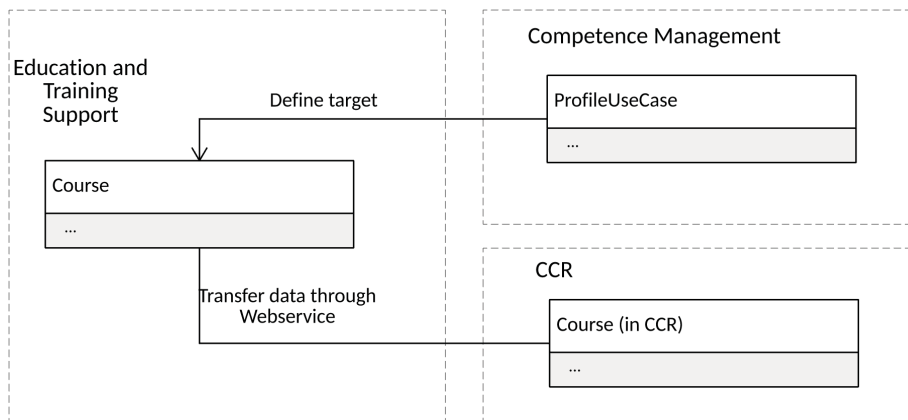 Education and
Training
Support
Define target
Course
...
Transfer data through
Webservice
Competence Management
ProfileUseCase
...
CCR
Course (in CCR)
...